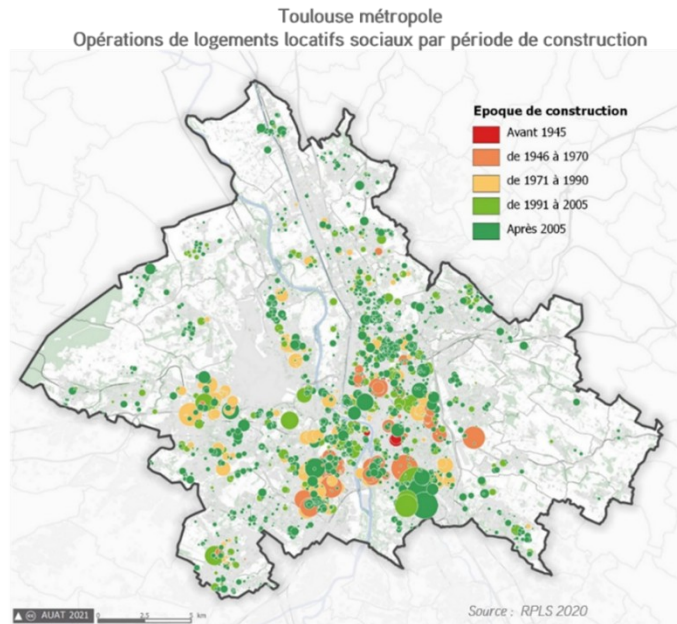 Toulouse métropole
Opérations de logements locatifs sociaux par période de construction
Epoque de construction
Avant 1945
de 1946 à 1970
de 1971 à 1990
de 1991 à 2005
Après 2005
AUAT 2021
0 2,5 5 km
Source : RPLS 2020